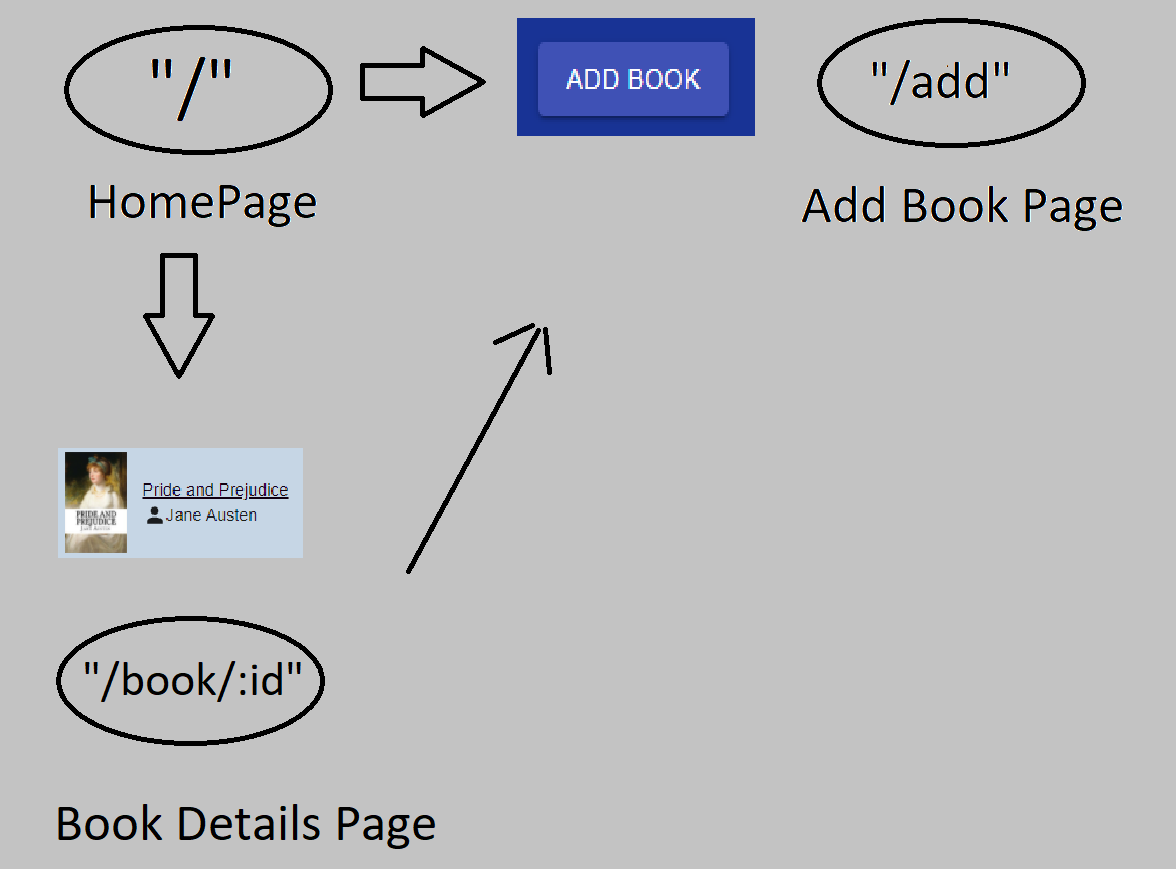 "/"
HomePage
ADD BOOK
"/add"
Add Book Page
Pride and Prejudice
Jane Austen
PRIDE AND
PREJUDICE
JANE AUSTEN
"/book/:id"
Book Details Page